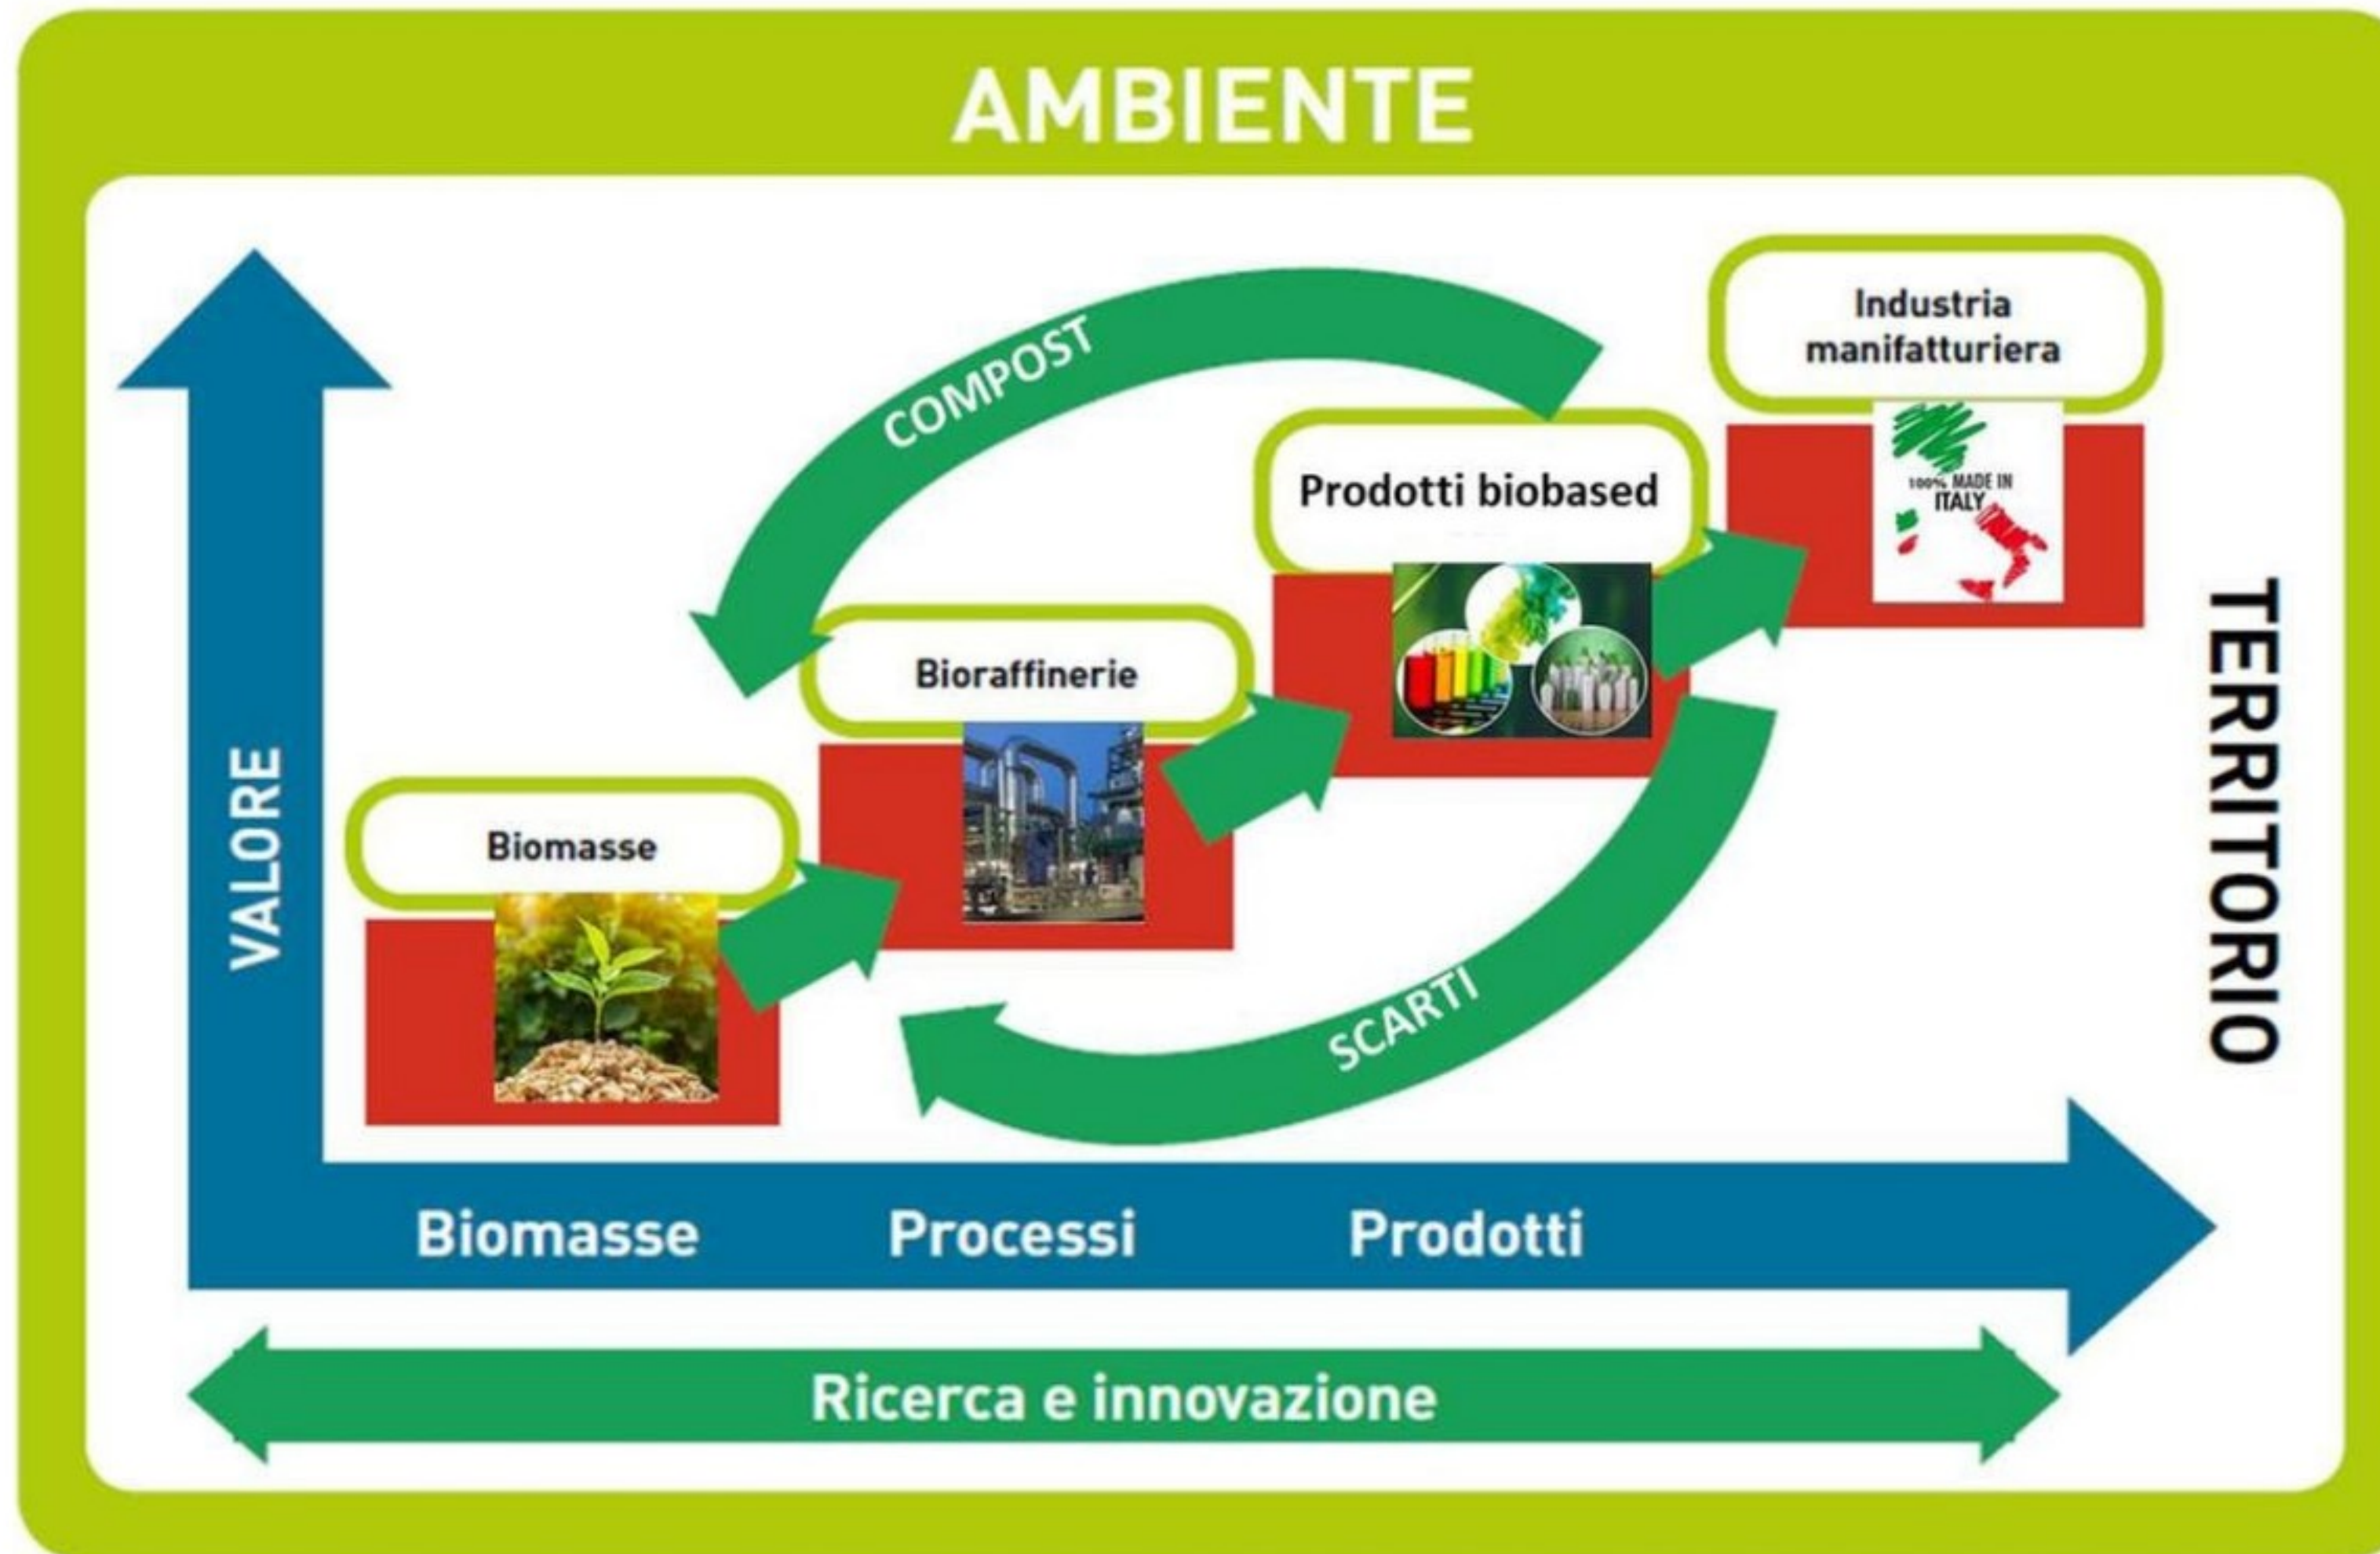 AMBIENTE
Industria
manifatturiera
COMPOST
Prodotti biobased
100% MADE IN
ITALY
Bioraffinerie
TERRITORIO
VALORE
Biomasse
SCARTI
Biomasse
Processi
Prodotti
Ricerca e innovazione